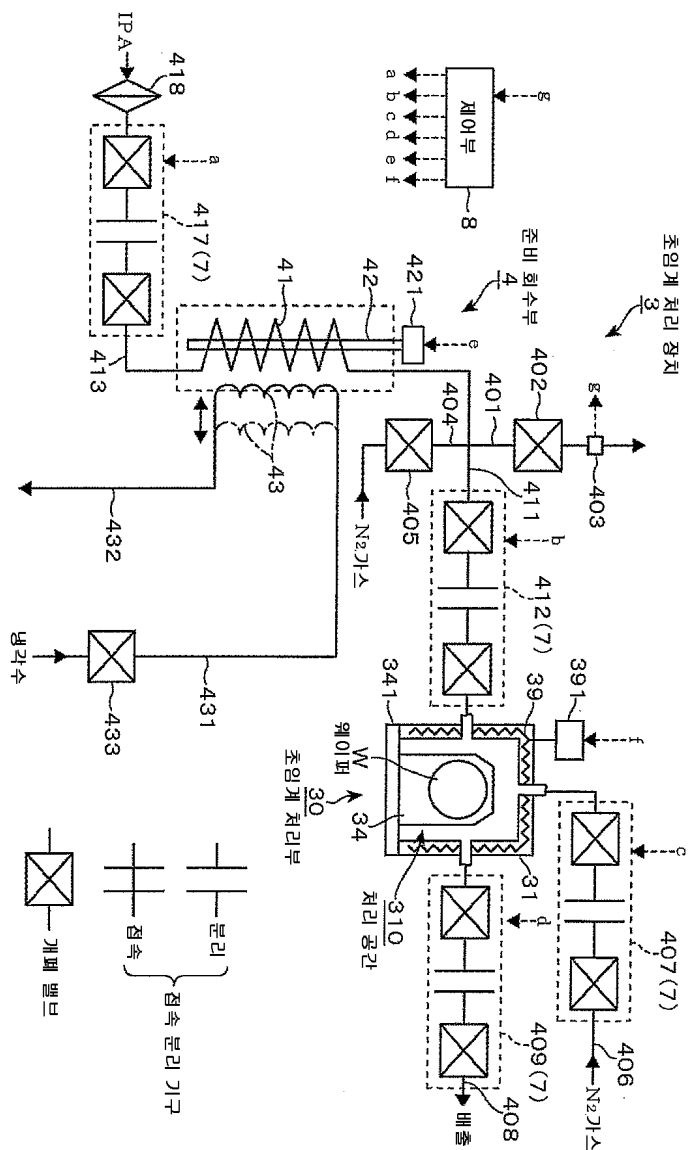 초임계 처리 장치
3
g
제어부
8
a
b
c
d
e
f
준비 회수부
4
421
e
42
41
43
IPA
418
a
417(7)
413
g
403
402
401
404
405
N2가스
411
b
412(7)
432
431
433
냉각수
391
f
39
341
31
34
W
웨이퍼
초임계 처리부
30
310
처리 공간
c
407(7)
406
N2가스
d
409(7)
408
배출
분리
접속
접속 분리 기구
개폐 밸브